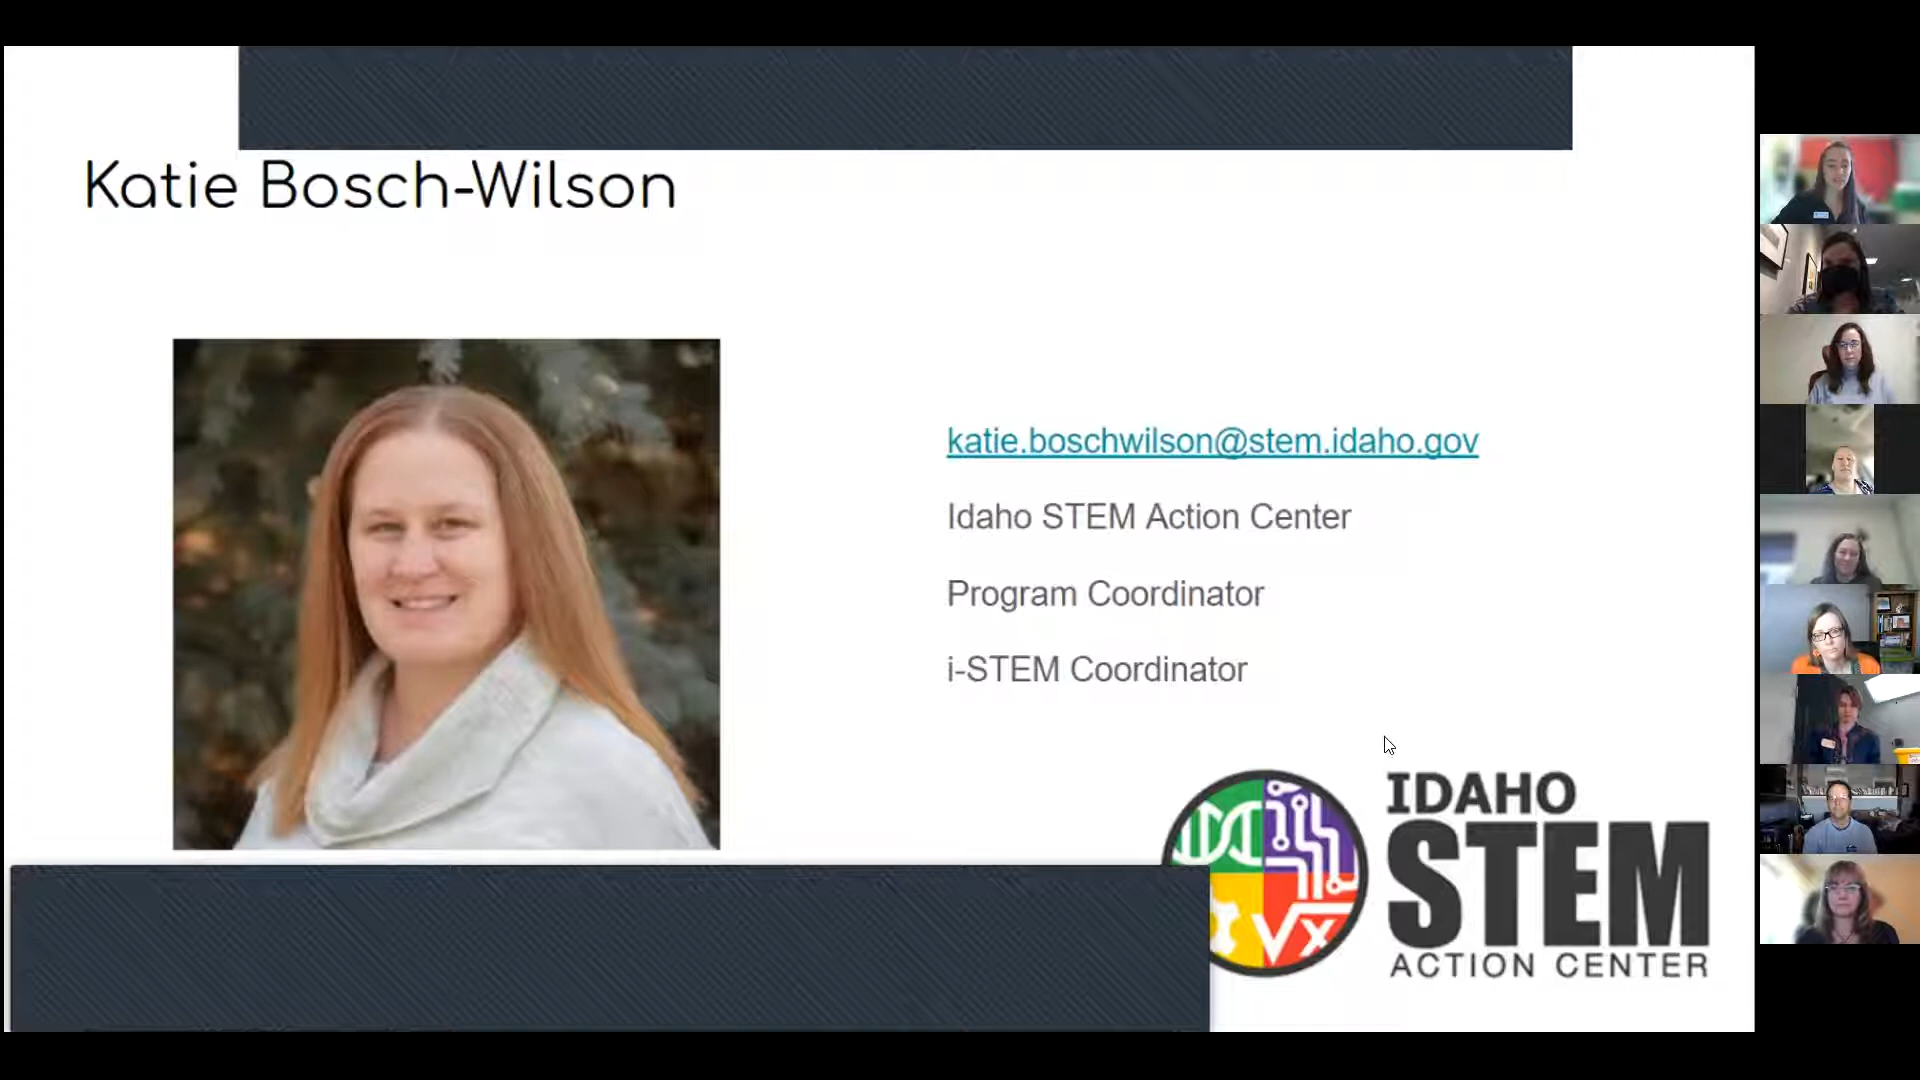 Katie Bosch-Wilson
katie.boschwilson@stem.idaho.gov
Idaho STEM Action Center
Program Coordinator
i-STEM Coordinator
IDAHO
STEM
ACTION CENTER
√x